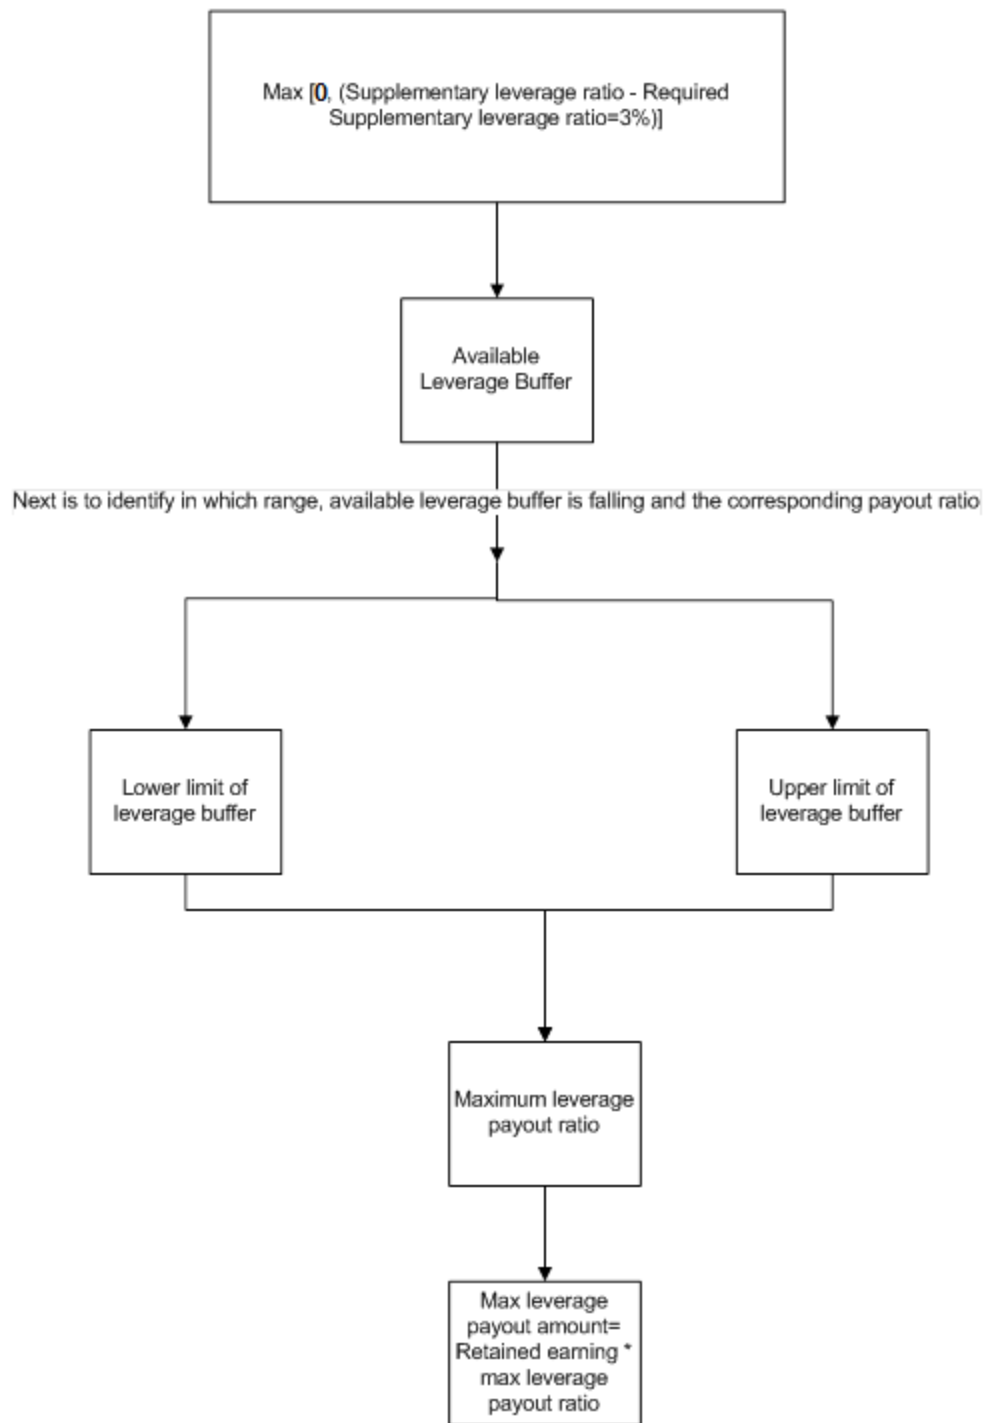 Max [0, (Supplementary leverage ratio - Required
Supplementary leverage ratio=3%)]
Available
Leverage Buffer
Next is to identify in which range, available leverage buffer is falling and the corresponding payout ratio
Lower limit of
leverage buffer
Upper limit of
leverage buffer
Maximum leverage
payout ratio
Max leverage
payout amount=
Retained earning *
max leverage
payout ratio